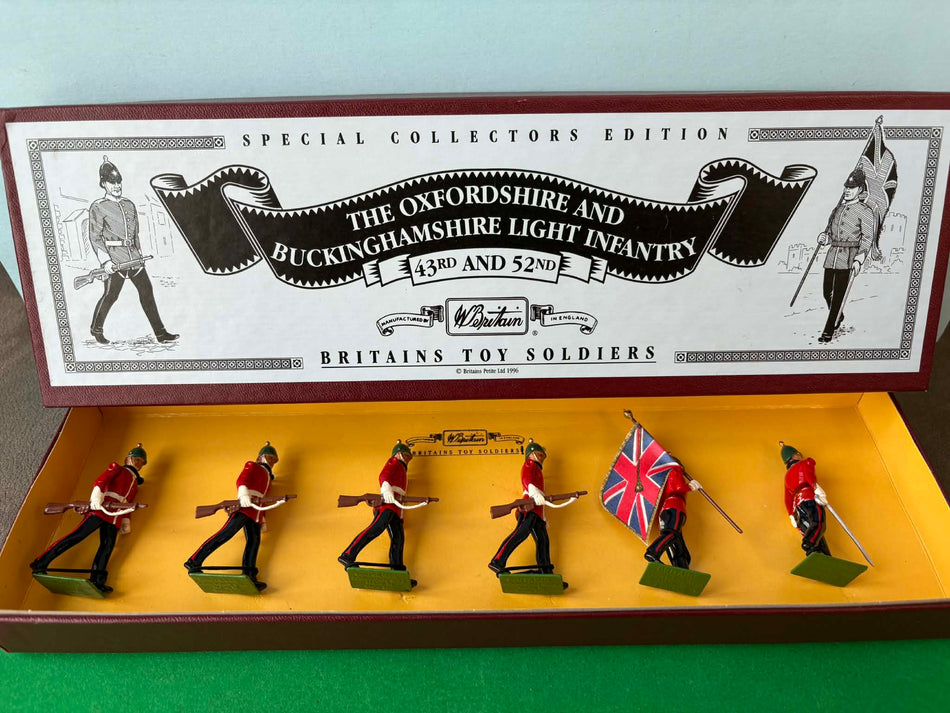 SPECIAL COLLECTORS EDITION
THE OXFORDSHIRE AND
BUCKINGHAMSHIRE LIGHT INFANTRY
43RD AND 52ND
MANUFACTURED BY W Britain ® IN ENGLAND
BRITAINS TOY SOLDIERS
© Britains Petite Ltd 1996
W Britain
BRITAINS TOY SOLDIERS